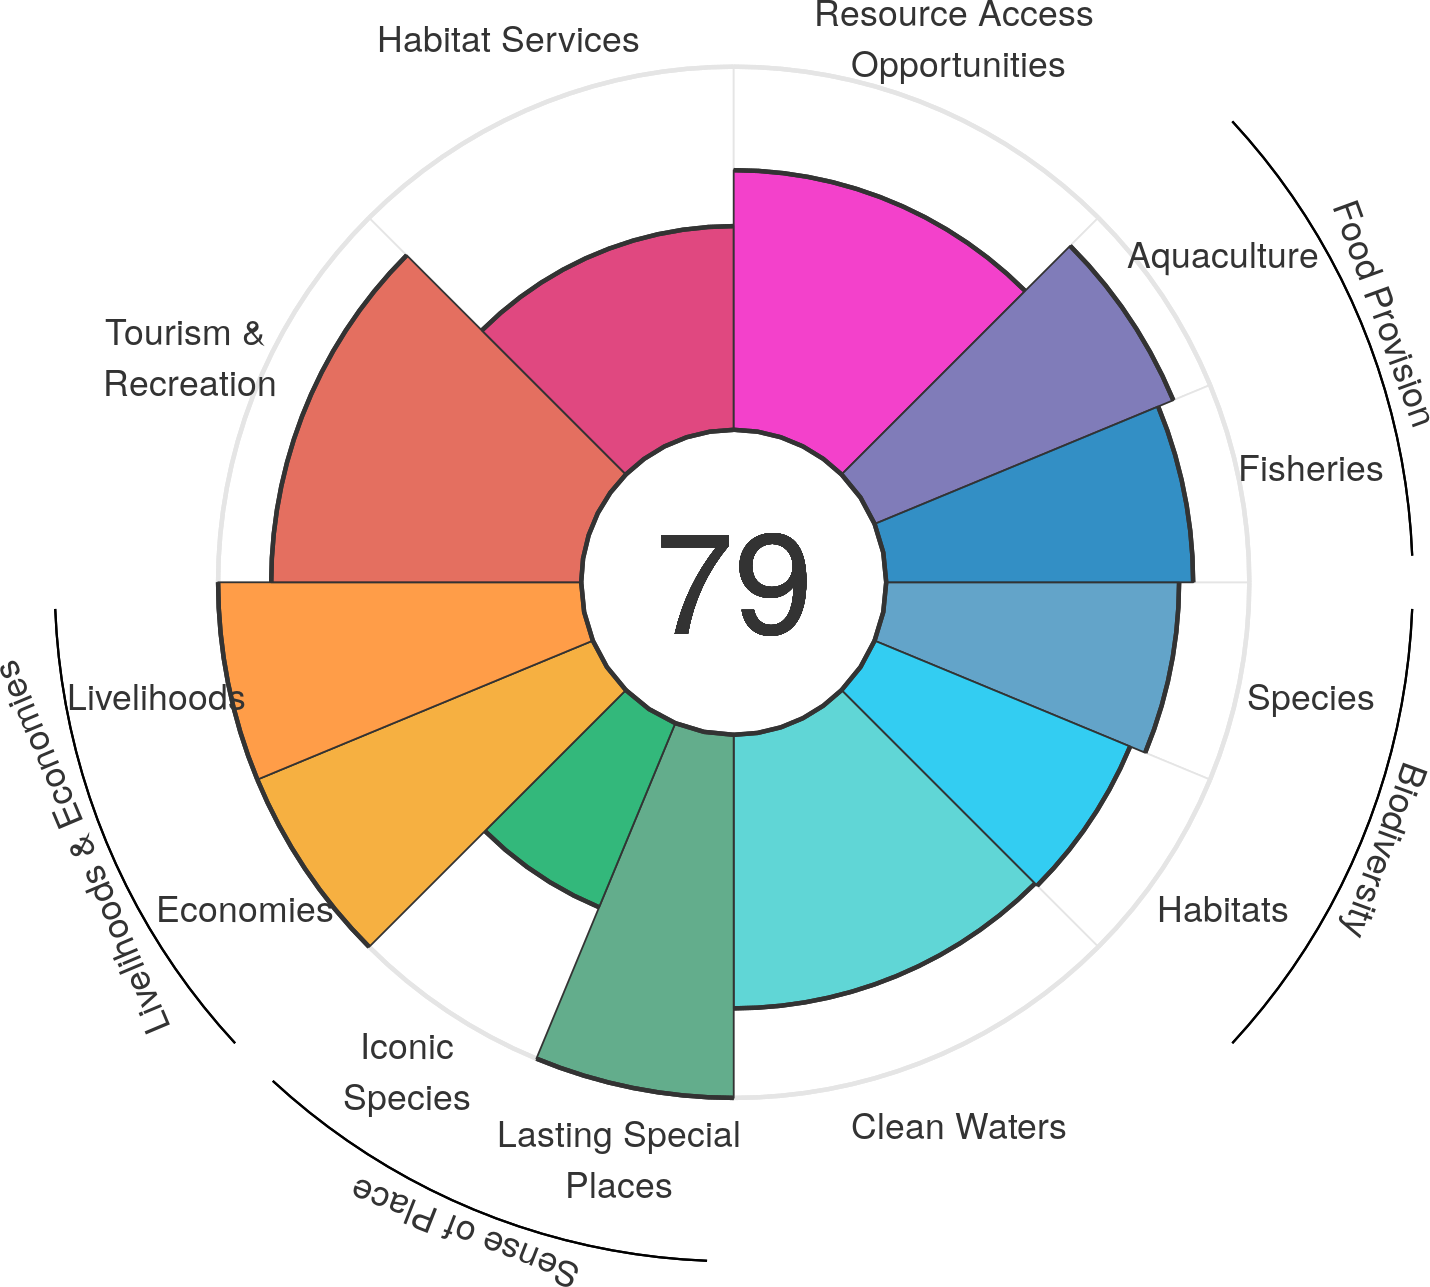 Resource Access
Opportunities
Habitat Services
Food Provision
Aquaculture
Tourism &
Recreation
Fisheries
79
Livelihoods
Species
Livelihoods & Economies
Biodiversity
Economies
Habitats
Iconic
Species
Lasting Special
Places
Clean Waters
Sense of Place